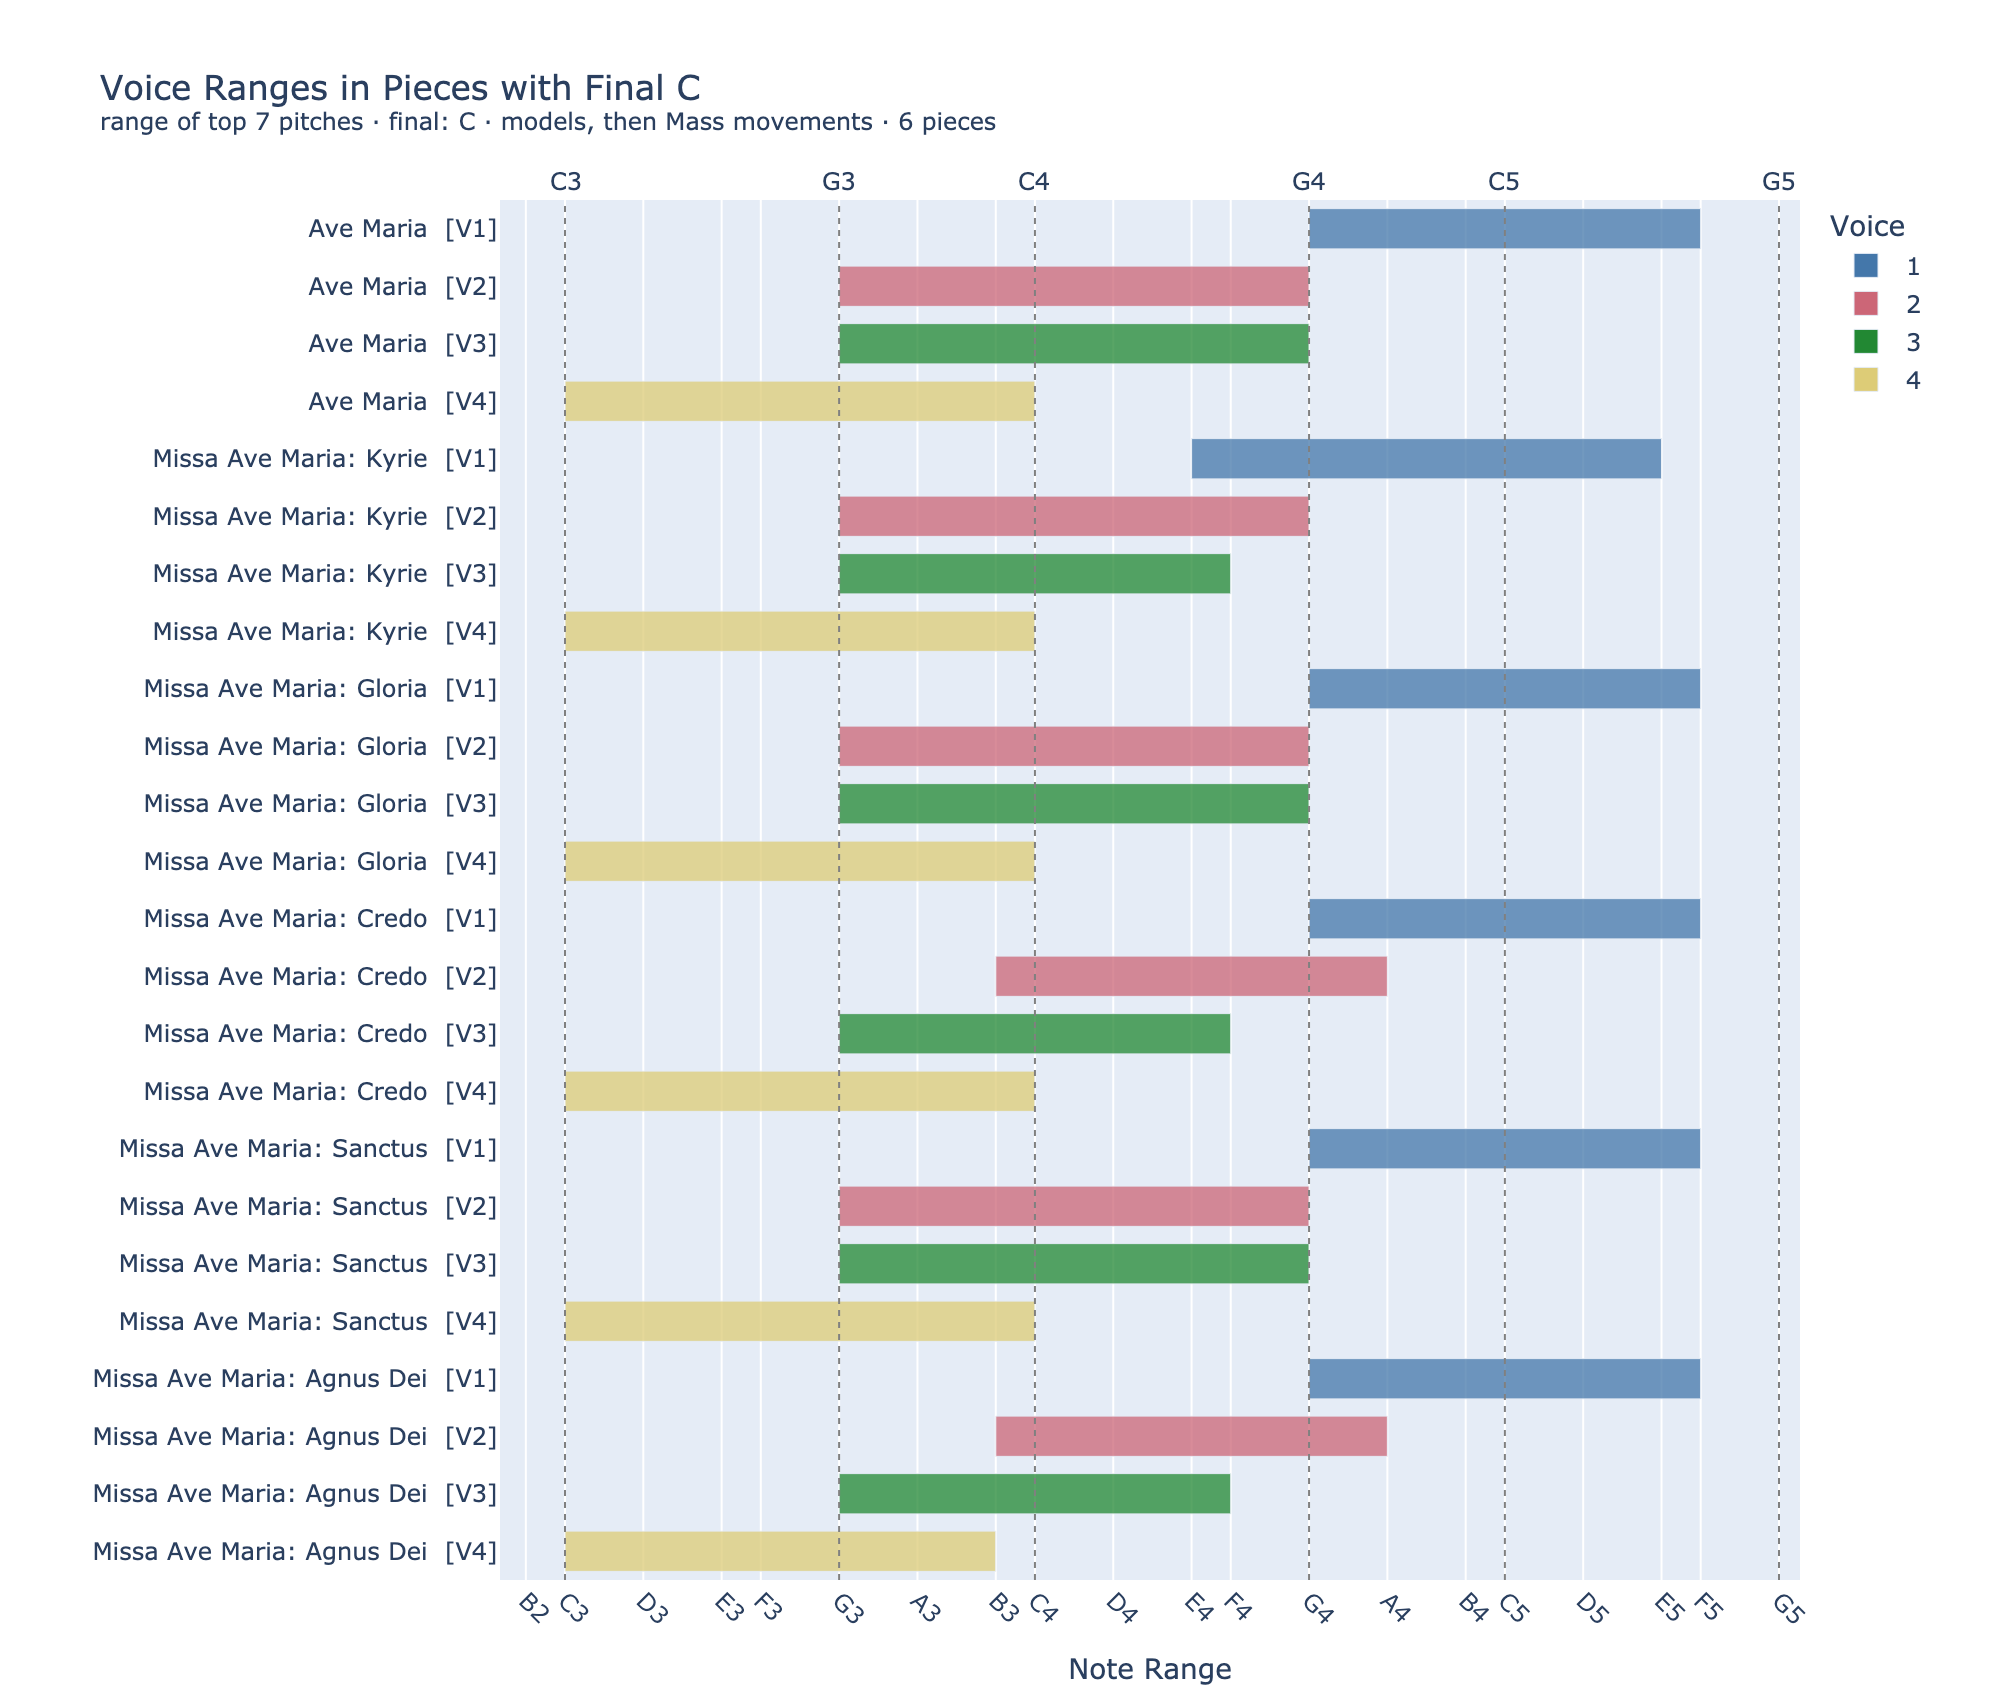 Voice Ranges in Pieces with Final C
range of top 7 pitches · final: C · models, then Mass movements · 6 pieces
C3 G3 C4 G4 C5 G5
Voice
1
2
3
4
Ave Maria [V1]
Ave Maria [V2]
Ave Maria [V3]
Ave Maria [V4]
Missa Ave Maria: Kyrie [V1]
Missa Ave Maria: Kyrie [V2]
Missa Ave Maria: Kyrie [V3]
Missa Ave Maria: Kyrie [V4]
Missa Ave Maria: Gloria [V1]
Missa Ave Maria: Gloria [V2]
Missa Ave Maria: Gloria [V3]
Missa Ave Maria: Gloria [V4]
Missa Ave Maria: Credo [V1]
Missa Ave Maria: Credo [V2]
Missa Ave Maria: Credo [V3]
Missa Ave Maria: Credo [V4]
Missa Ave Maria: Sanctus [V1]
Missa Ave Maria: Sanctus [V2]
Missa Ave Maria: Sanctus [V3]
Missa Ave Maria: Sanctus [V4]
Missa Ave Maria: Agnus Dei [V1]
Missa Ave Maria: Agnus Dei [V2]
Missa Ave Maria: Agnus Dei [V3]
Missa Ave Maria: Agnus Dei [V4]
B2 C3 D3 E3 F3 G3 A3 B3 C4 D4 E4 F4 G4 A4 B4 C5 D5 E5 F5 G5
Note Range